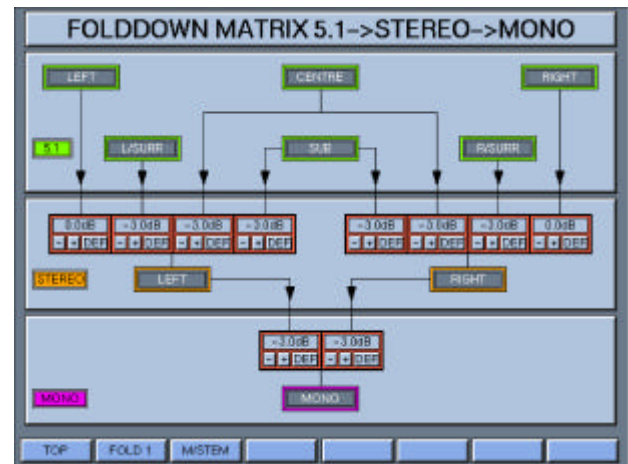 FOLDDOWN MATRIX 5.1->STEREO->MONO
LEFT CENTRE RIGHT
5.1 L/SURR SUB R/SURR
0.0dB -3.0dB -3.0dB -3.0dB -3.0dB -3.0dB -3.0dB 0.0dB
- + DEF - + DEF - + DEF - + DEF - + DEF - + DEF - + DEF - + DEF
STEREO LEFT RIGHT
-3.0dB -3.0dB
- + DEF - + DEF
MONO MONO
TOP FOLD 1 M/STEM